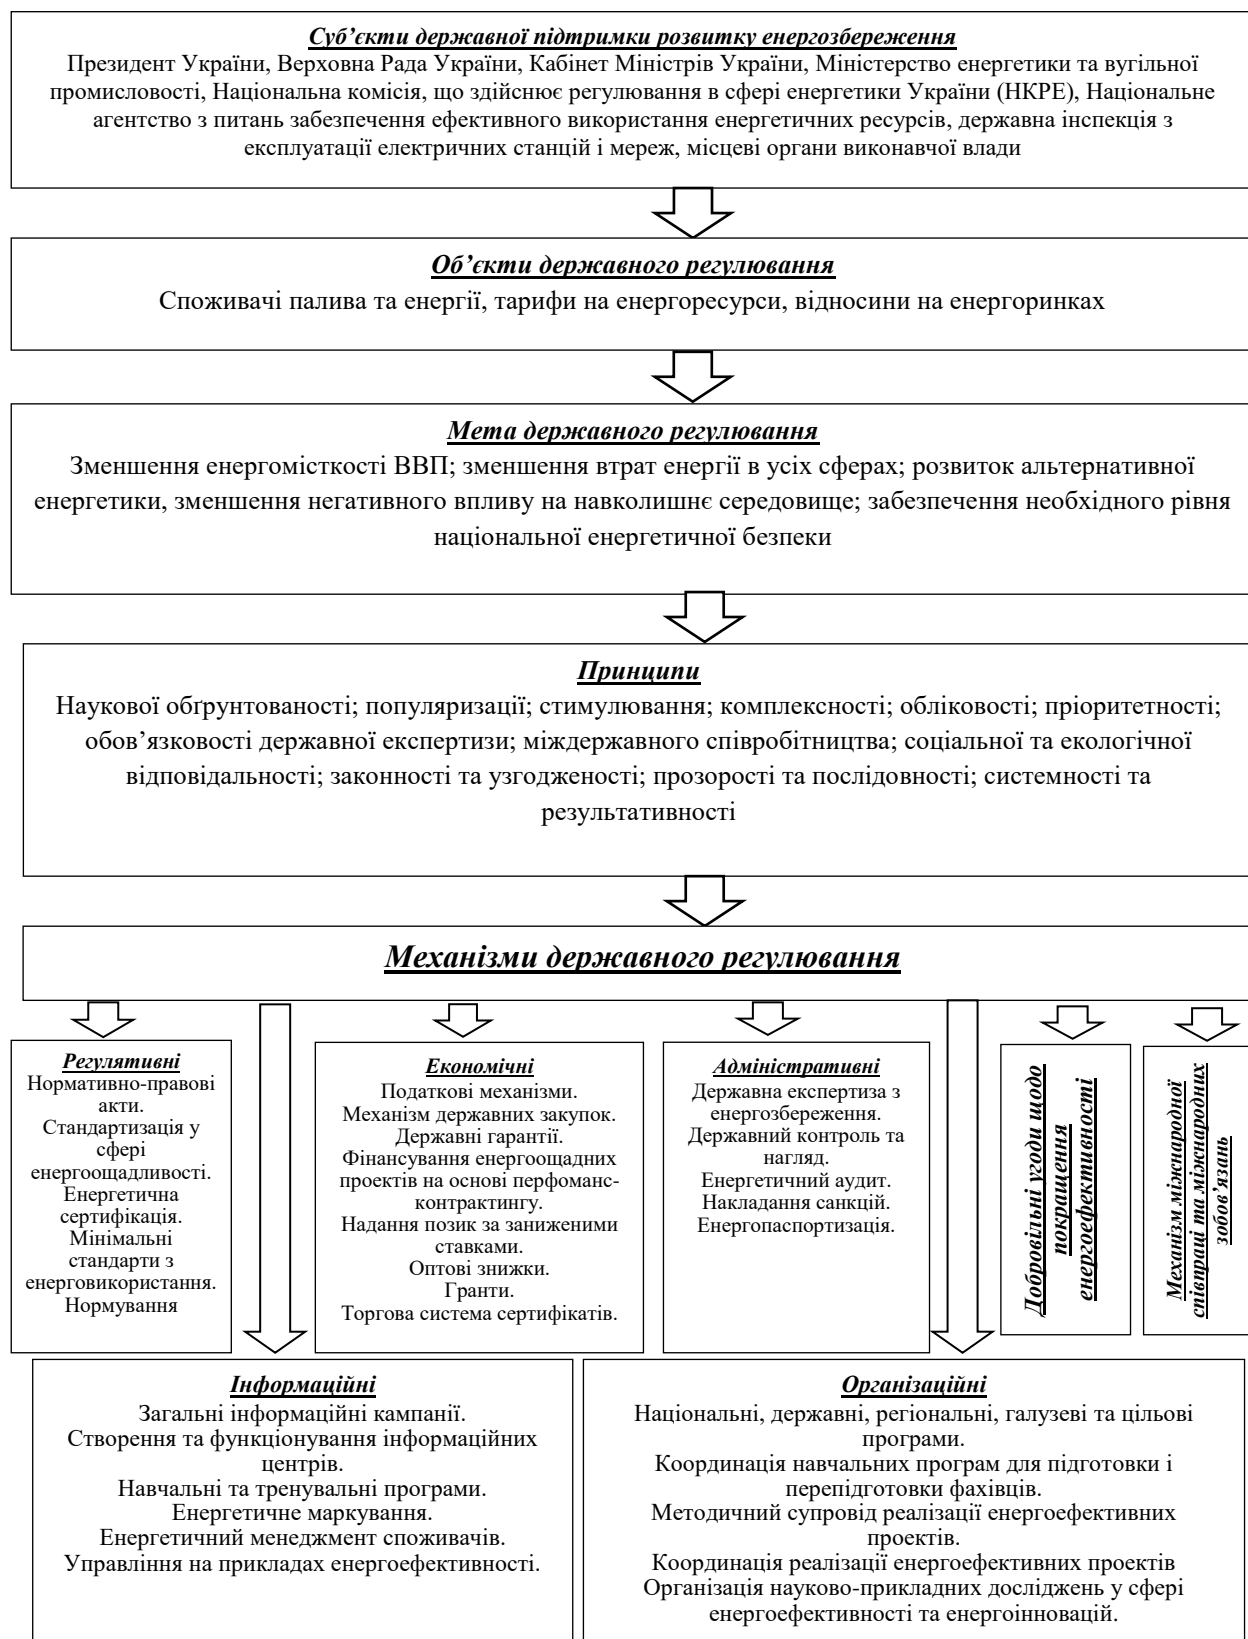 Суб’єкти державної підтримки розвитку енергозбереження
Президент України, Верховна Рада України, Кабінет Міністрів України, Міністерство енергетики та вугільної
промисловості, Національна комісія, що здійснює регулювання в сфері енергетики України (НКРЕ), Національне
агентство з питань забезпечення ефективного використання енергетичних ресурсів, державна інспекція з
експлуатації електричних станцій і мереж, місцеві органи виконавчої влади
Об’єкти державного регулювання
Споживачі палива та енергії, тарифи на енергоресурси, відносини на енергоринках
Мета державного регулювання
Зменшення енергомісткості ВВП; зменшення втрат енергії в усіх сферах; розвиток альтернативної
енергетики, зменшення негативного впливу на навколишнє середовище; забезпечення необхідного рівня
національної енергетичної безпеки
Принципи
Наукової обґрунтованості; популяризації; стимулювання; комплексності; обліковості; пріоритетності;
обов’язковості державної експертизи; міждержавного співробітництва; соціальної та екологічної
відповідальності; законності та узгодженості; прозорості та послідовності; системності та
результативності
Механізми державного регулювання
Регулятивні
Нормативно-правові
акти.
Стандартизація у
сфері
енергоощадливості.
Енергетична
сертифікація.
Мінімальні
стандарти з
енерговикористання.
Нормування
Економічні
Податкові механізми.
Механізм державних закупок.
Державні гарантії.
Фінансування енергоощадних
проектів на основі перфоманс-
контрактингу.
Надання позик за заниженими
ставками.
Оптові знижки.
Гранти.
Торгова система сертифікатів.
Адміністративні
Державна експертиза з
енергозбереження.
Державний контроль та
нагляд.
Енергетичний аудит.
Накладання санкцій.
Енергопаспортизація.
Добровільні угоди щодо
покращення
енергоефективності
Механізм міжнародної
співпраці та міжнародних
зобов’язань
Інформаційні
Загальні інформаційні кампанії.
Створення та функціонування інформаційних
центрів.
Навчальні та тренувальні програми.
Енергетичне маркування.
Енергетичний менеджмент споживачів.
Управління на прикладах енергоефективності.
Організаційні
Національні, державні, регіональні, галузеві та цільові
програми.
Координація навчальних програм для підготовки і
перепідготовки фахівців.
Методичний супровід реалізації енергоефективних
проектів.
Координація реалізації енергоефективних проектів
Організація науково-прикладних досліджень у сфері
енергоефективності та енергоінновацій.